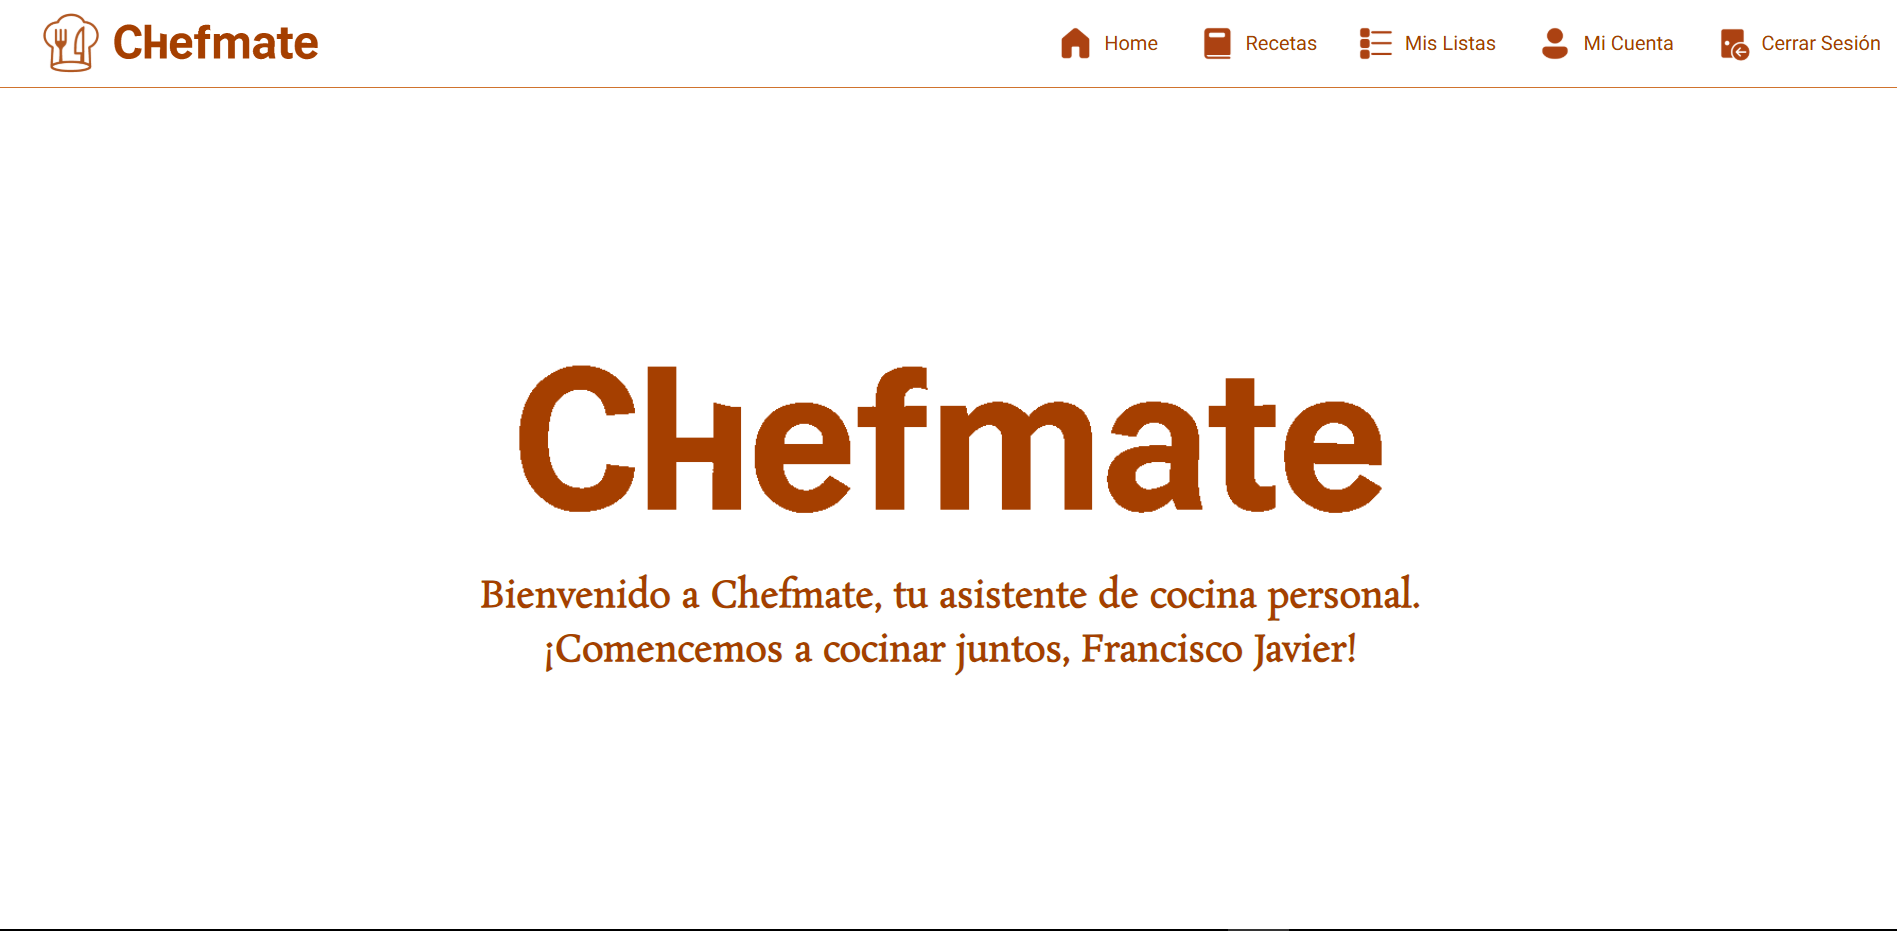 Chefmate
Home
Recetas
Mis Listas
Mi Cuenta
Cerrar Sesión
Chefmate
Bienvenido a Chefmate, tu asistente de cocina personal.
¡Comencemos a cocinar juntos, Francisco Javier!